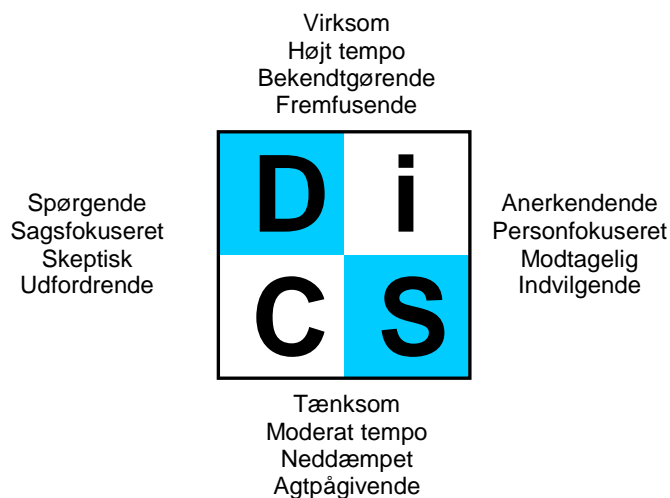 Virksom
Højt tempo
Bekendtgørende
Fremfusende
D i
Spørgende
Sagsfokuseret
Skeptisk
Udfordrende
Anerkendende
Personfokuseret
Modtagelig
Indvilgende
C S
Tænksom
Moderat tempo
Neddæmpet
Agtpågivende